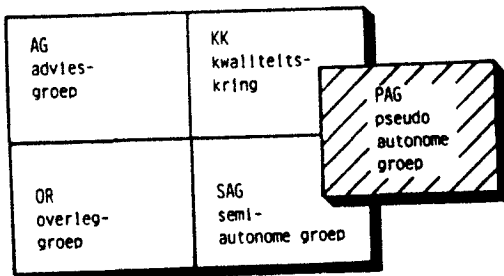 AG
advies-
groep
KK
kwaliteits-
kring
PAG
pseudo
autonome
groep
OR
overleg-
groep
SAG
semi-
autonome groep